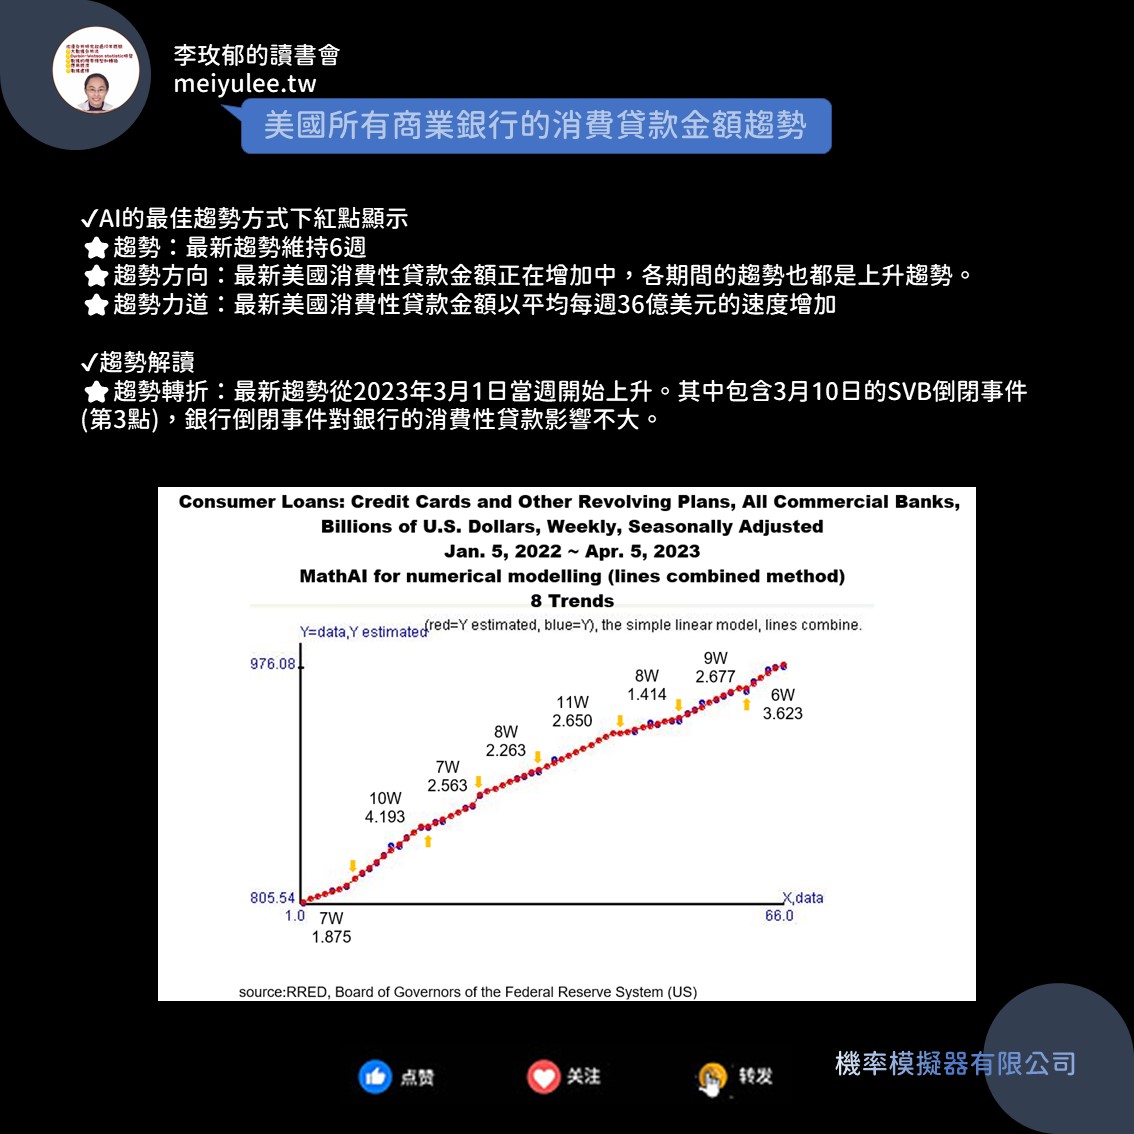 李玫郁的讀書會
meiyulee.tw
美國所有商業銀行的消費貸款金額趨勢
✓AI的最佳趨勢方式下紅點顯示
趨勢：最新趨勢維持6週
趨勢方向：最新美國消費性貸款金額正在增加中，各期間的趨勢也都是上升趨勢。
趨勢力道：最新美國消費性貸款金額以平均每週36億美元的速度增加
✓趨勢解讀
趨勢轉折：最新趨勢從2023年3月1日當週開始上升。其中包含3月10日的SVB倒閉事件
(第3點)，銀行倒閉事件對銀行的消費性貸款影響不大。
Consumer Loans: Credit Cards and Other Revolving Plans, All Commercial Banks,
Billions of U.S. Dollars, Weekly, Seasonally Adjusted
Jan. 5, 2022 ~ Apr. 5, 2023
MathAI for numerical modelling (lines combined method)
8 Trends
Y=data,Y estimated
(red=Y estimated, blue=Y), the simple linear model, lines combine.
976.08
9W
2.677
8W
1.414
6W
3.623
11W
2.650
8W
2.263
7W
2.563
10W
4.193
805.54
X,data
1.0
66.0
7W
1.875
source:RRED, Board of Governors of the Federal Reserve System (US)
机率模擬器有限公司
点赞
关注
转发